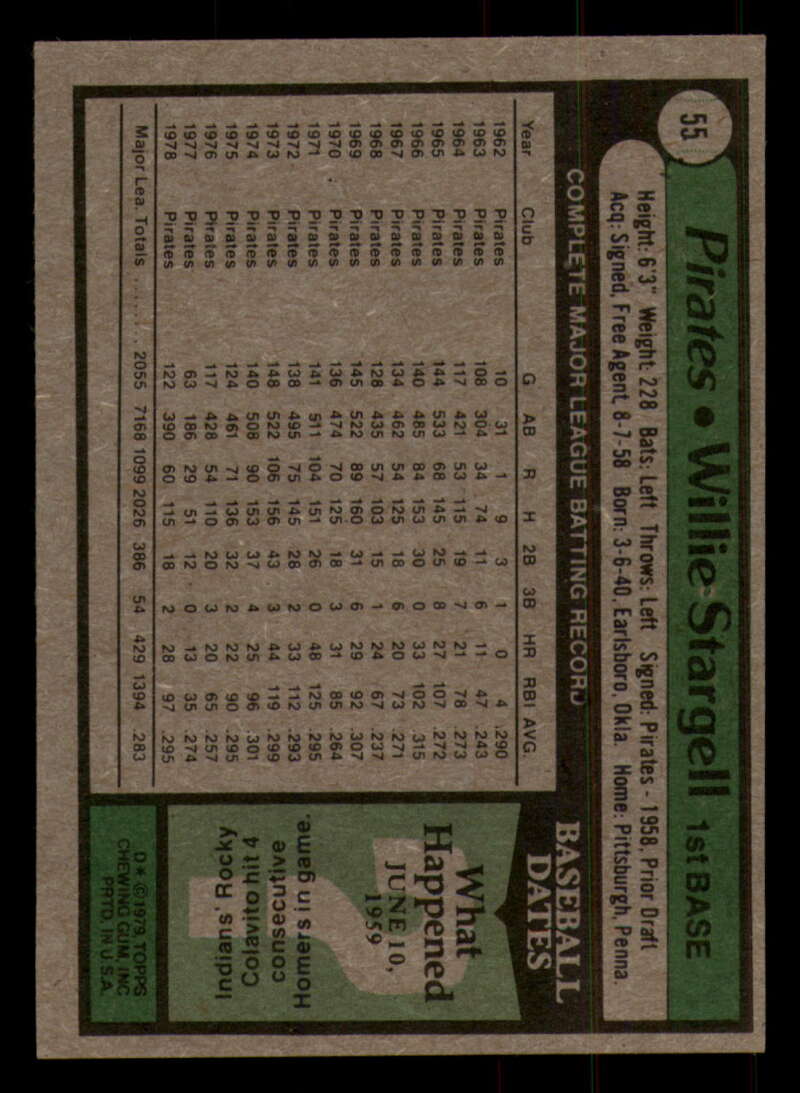 55
Pirates • Willie Stargell 1st BASE
Height: 6'3" Weight: 228 Bats: Left Throws: Left Signed: Pirates - 1958, Prior Draft
Acq: Signed, Free Agent, 8-7-58 Born: 3-6-40, Earlsboro, Okla. Home: Pittsburgh, Penna.
COMPLETE MAJOR LEAGUE BATTING RECORD
Year Club G AB R H 2B 3B HR RBI AVG.
1962 Pirates 10 31 1 9 3 1 0 4 .290
1963 Pirates 108 304 34 74 11 6 11 47 .243
1964 Pirates 117 421 53 115 19 7 21 78 .273
1965 Pirates 144 533 68 145 25 8 27 107 .272
1966 Pirates 140 485 84 153 30 0 33 102 .315
1967 Pirates 134 462 54 125 18 6 20 73 .271
1968 Pirates 128 435 57 103 15 1 24 67 .237
1969 Pirates 145 522 89 160 31 6 29 92 .307
1970 Pirates 136 474 70 125 18 3 31 85 .264
1971 Pirates 141 511 104 151 26 0 48 125 .295
1972 Pirates 138 495 75 145 28 2 33 112 .293
1973 Pirates 148 522 106 156 43 3 44 119 .299
1974 Pirates 140 508 90 153 37 4 25 96 .301
1975 Pirates 124 461 71 136 32 2 22 90 .295
1976 Pirates 117 428 54 110 20 3 20 65 .257
1977 Pirates 63 186 29 51 12 0 13 35 .274
1978 Pirates 122 390 60 115 18 2 28 97 .295
Major Lea. Totals ........ 2055 7168 1099 2026 386 54 429 1394 .283
BASEBALL
DATES
What
Happened
JUNE 10,
1959
Indians' Rocky
Colavito hit 4
consecutive
Homers in game.
D* © 1979, TOPPS
CHEWING GUM, INC
PRTD. IN U.S.A.